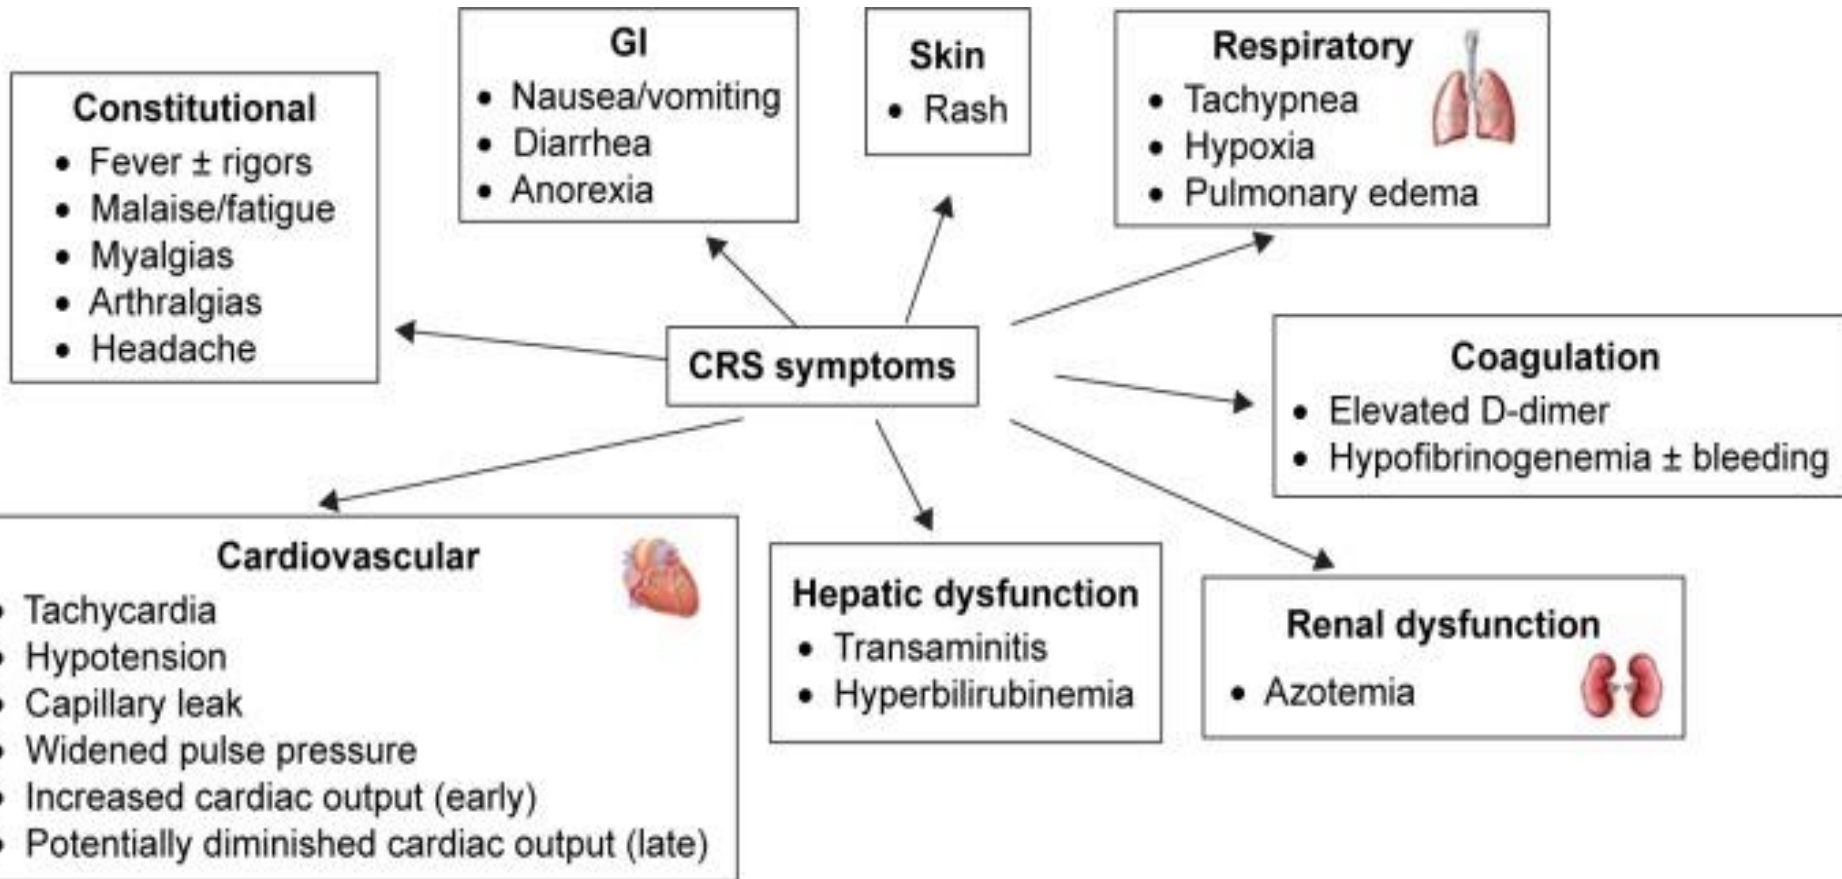 Constitutional
• Fever ± rigors
• Malaise/fatigue
• Myalgias
• Arthralgias
• Headache
GI
• Nausea/vomiting
• Diarrhea
• Anorexia
Skin
• Rash
Respiratory
• Tachypnea
• Hypoxia
• Pulmonary edema
CRS symptoms
Coagulation
• Elevated D-dimer
• Hypofibrinogenemia ± bleeding
Cardiovascular
• Tachycardia
• Hypotension
• Capillary leak
• Widened pulse pressure
• Increased cardiac output (early)
• Potentially diminished cardiac output (late)
Hepatic dysfunction
• Transaminitis
• Hyperbilirubinemia
Renal dysfunction
• Azotemia